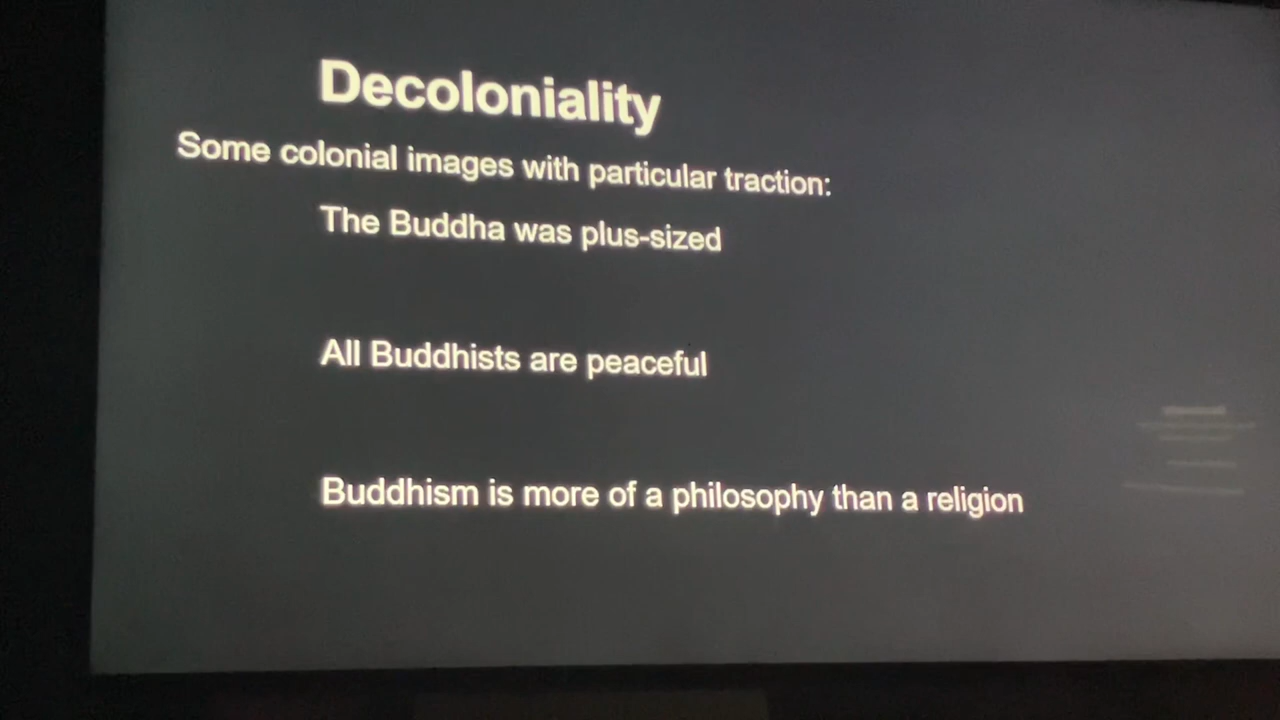 Decoloniality
Some colonial images with particular traction:
The Buddha was plus-sized
All Buddhists are peaceful
Buddhism is more of a philosophy than a religion